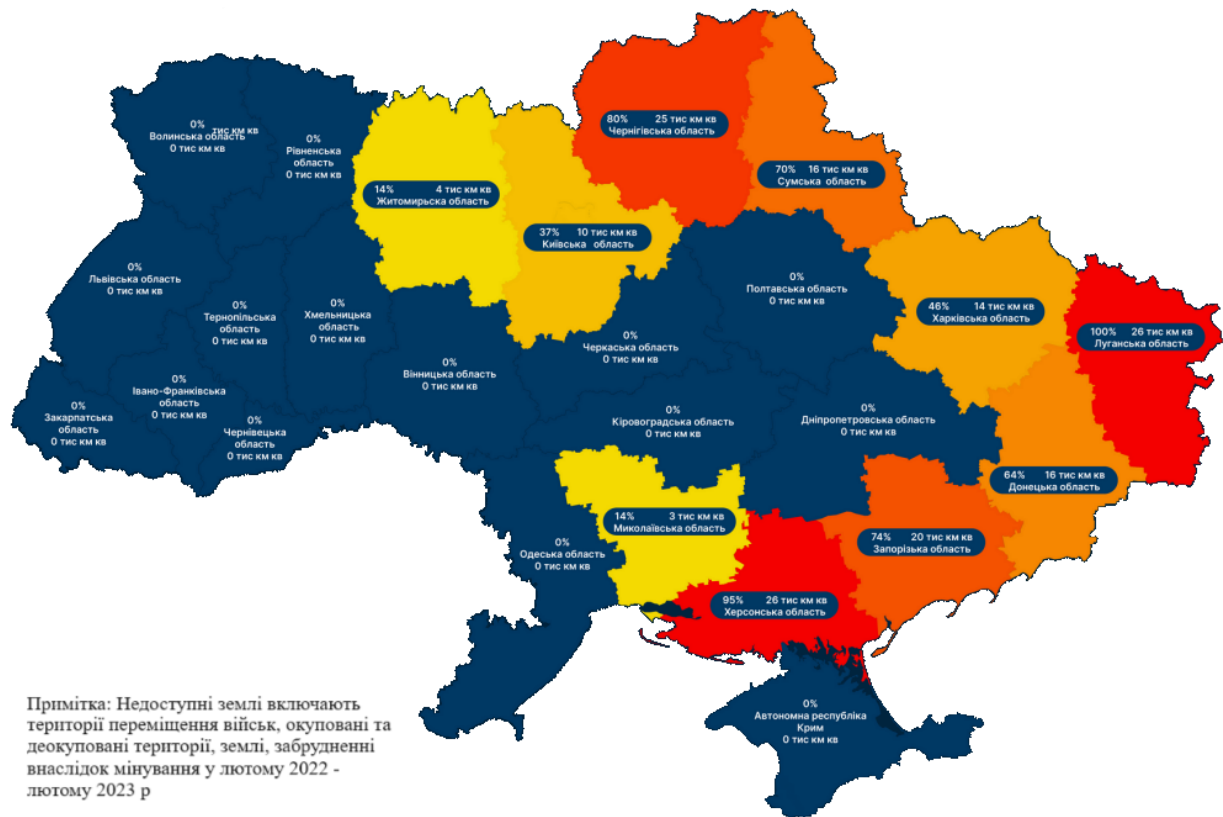 80% 25 тис км кв
Чернігівська область
0%
Волинська область
тис км кв
0 тис км кв
0%
Рівненська
область
0 тис км кв
70% 16 тис км кв
Сумська область
14% 4 тис км кв
Житомирьска область
37% 10 тис км кв
Київська область
0%
Львівська область
0 тис км кв
0%
Тернопільська
область
0 тис км кв
0%
Хмельницька
область
0 тис км кв
0%
Полтавська область
0 тис км кв
46% 14 тис км кв
Харківська область
100% 26 тис км кв
Луганська область
0%
Черкаська область
0 тис км кв
0%
Вінницька область
0 тис км кв
0%
Івано-Франківська
область
0 тис км кв
0%
Закарпатська
область
0 тис км кв
0%
Чернівецька
область
0 тис км кв
0%
Кіровоградська область
0 тис км кв
0%
Дніпропетровська область
0 тис км кв
64% 16 тис км кв
Донецька область
14% 3 тис км кв
Миколаївська область
74% 20 тис км кв
Запорізька область
0%
Одеська область
0 тис км кв
95% 26 тис км кв
Херсонська область
0%
Автономна республіка
Крим
0 тис км кв
Примітка: Недоступні землі включають
території переміщення військ, окуповані та
деокуповані території, землі, забрудненні
внаслідок мінування у лютому 2022 -
лютому 2023 р